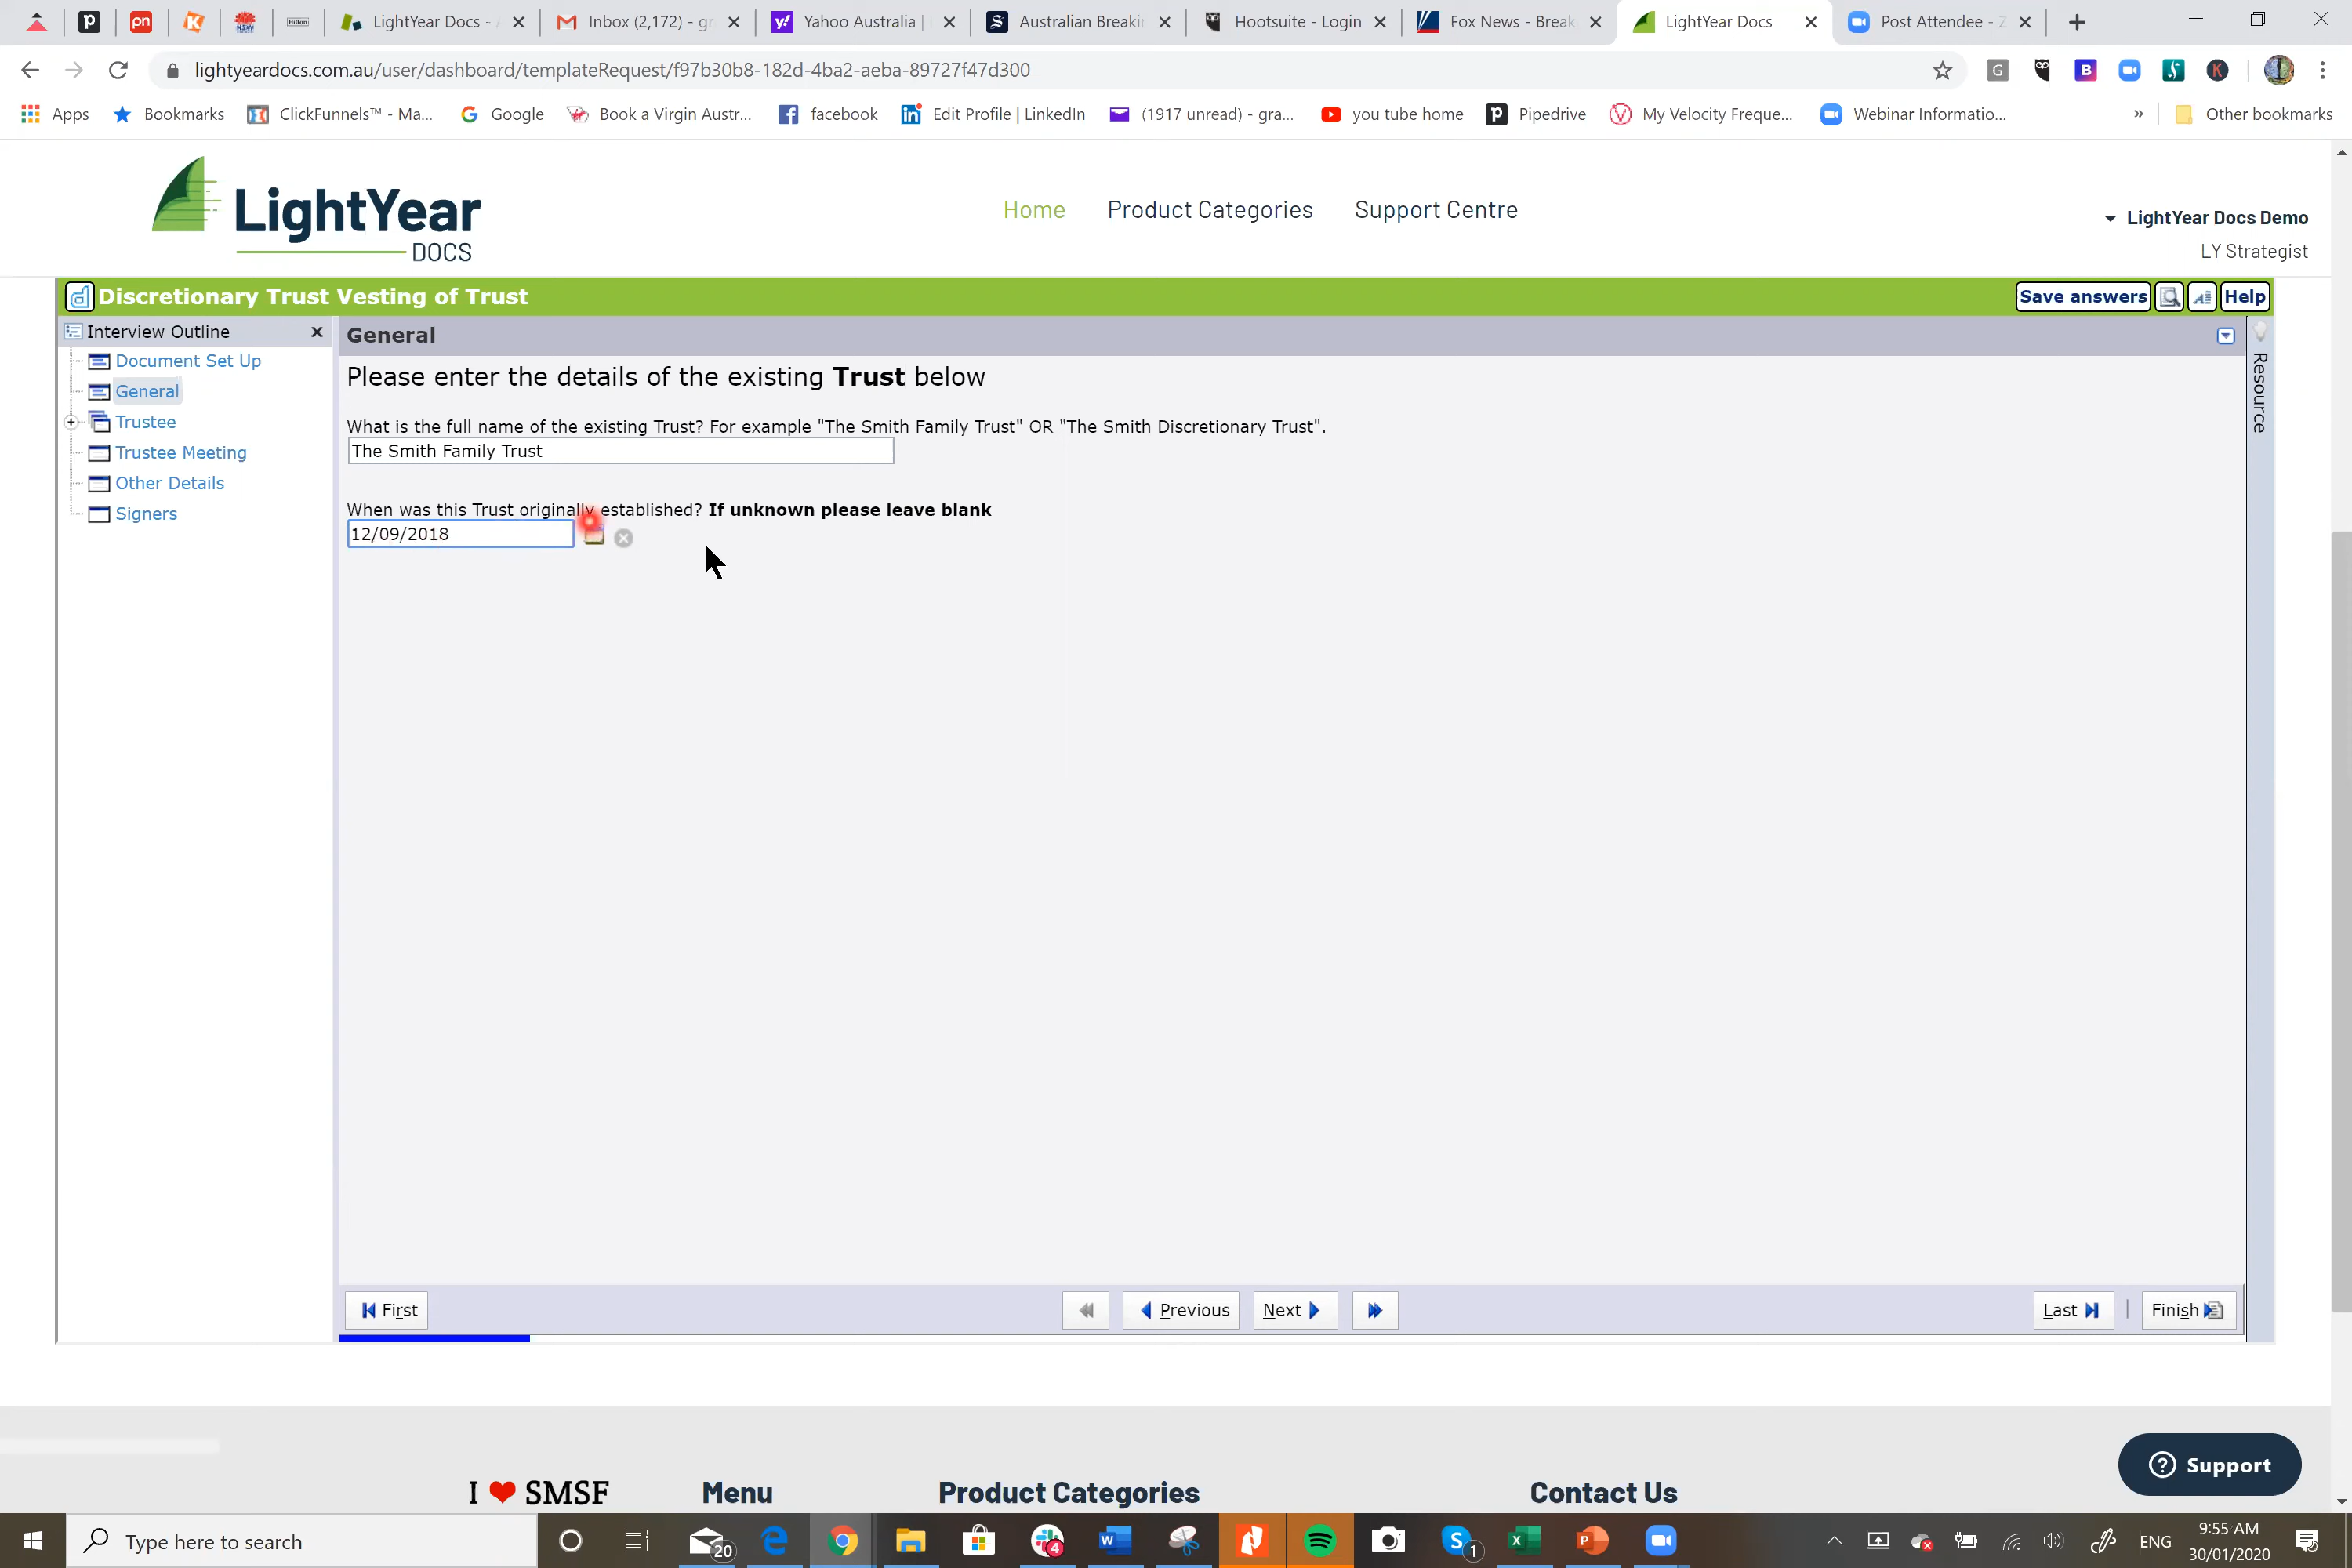 LightYear Docs - A
Inbox (2,172) - gr
Yahoo Australia |
Australian Breaki
Hootsuite - Login
Fox News - Break
LightYear Docs
Post Attendee - Z
lightyeardocs.com.au/user/dashboard/templateRequest/f97b30b8-182d-4ba2-aeba-89727f47d300
Apps
Bookmarks
ClickFunnels™ - Ma...
Google
Book a Virgin Austr...
facebook
Edit Profile | LinkedIn
(1917 unread) - gra...
you tube home
Pipedrive
My Velocity Freque...
Webinar Informatio...
»
Other bookmarks
LightYear
DOCS
Home
Product Categories
Support Centre
LightYear Docs Demo
LY Strategist
Discretionary Trust Vesting of Trust
Save answers
Help
Interview Outline
General
Resource
Document Set Up
General
Trustee
Trustee Meeting
Other Details
Signers
Please enter the details of the existing Trust below
What is the full name of the existing Trust? For example "The Smith Family Trust" OR "The Smith Discretionary Trust".
The Smith Family Trust
When was this Trust originally established? If unknown please leave blank
12/09/2018
First
Previous
Next
Last
Finish
Support
I ❤ SMSF
Menu
Product Categories
Contact Us
Type here to search
20
4
1
ENG
9:55 AM
30/01/2020